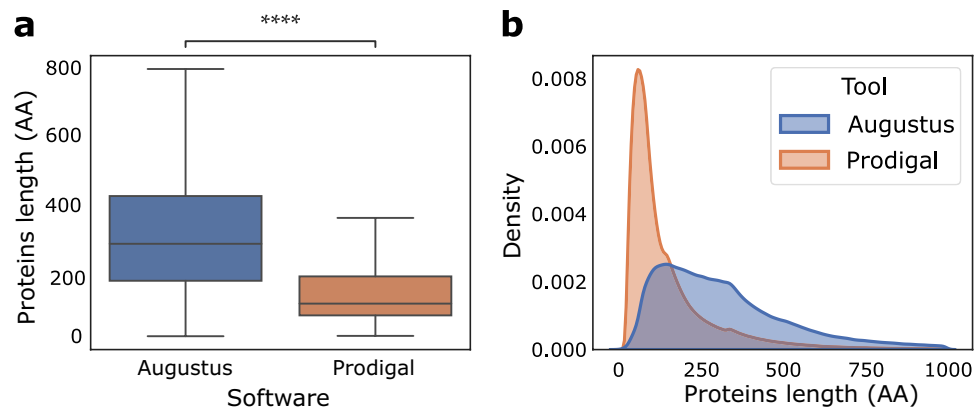 a
****
800
600
400
200
0
Proteins length (AA)
Augustus
Prodigal
Software
b
0.008
0.006
0.004
0.002
0.000
Density
Tool
Augustus
Prodigal
0
250
500
750
1000
Proteins length (AA)